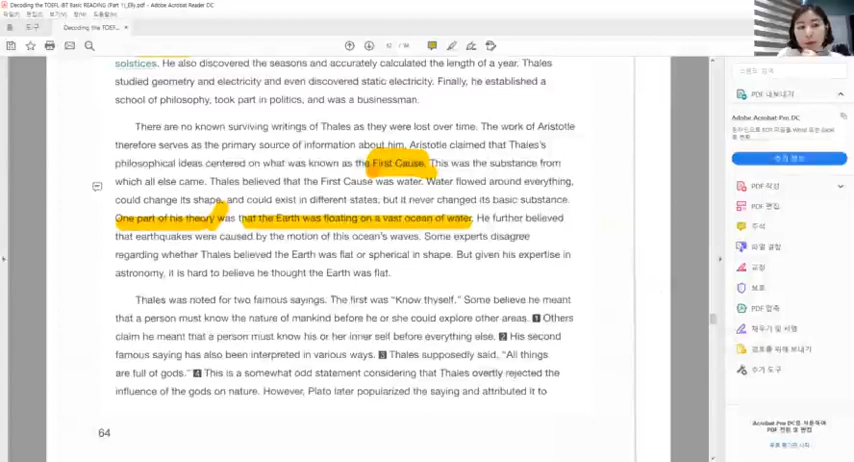 Decoding the TOEFL-iBT Basic READING (Part 1)_Elly.pdf - Adobe Acrobat Reader DC
홈 도구 Decoding the TOEF... ×
solstices. He also discovered the seasons and accurately calculated the length of a year. Thales
studied geometry and electricity and even discovered static electricity. Finally, he established a
school of philosophy, took part in politics, and was a businessman.
There are no known surviving writings of Thales as they were lost over time. The work of Aristotle
therefore serves as the primary source of information about him. Aristotle claimed that Thales's
philosophical ideas centered on what was known as the First Cause. This was the substance from
which all else came. Thales believed that the First Cause was water. Water flowed around everything,
could change its shape, and could exist in different states, but it never changed its basic substance.
One part of his theory was that the Earth was floating on a vast ocean of water. He further believed
that earthquakes were caused by the motion of this ocean's waves. Some experts disagree
regarding whether Thales believed the Earth was flat or spherical in shape. But given his expertise in
astronomy, it is hard to believe he thought the Earth was flat.
Thales was noted for two famous sayings. The first was “Know thyself.” Some believe he meant
that a person must know the nature of mankind before he or she could explore other areas. 1 Others
claim he meant that a person must know his or her inner self before everything else. 2 His second
famous saying has also been interpreted in various ways. 3 Thales supposedly said, “All things
are full of gods.” 4 This is a somewhat odd statement considering that Thales overtly rejected the
influence of the gods on nature. However, Plato later popularized the saying and attributed it to
64
PDF 내보내기
Adobe Acrobat Pro DC를
PDF 작성
PDF 편집
주석
파일 결합
보호
PDF 압축
채우기 및 서명
검토를 위해 보내기
추가 도구